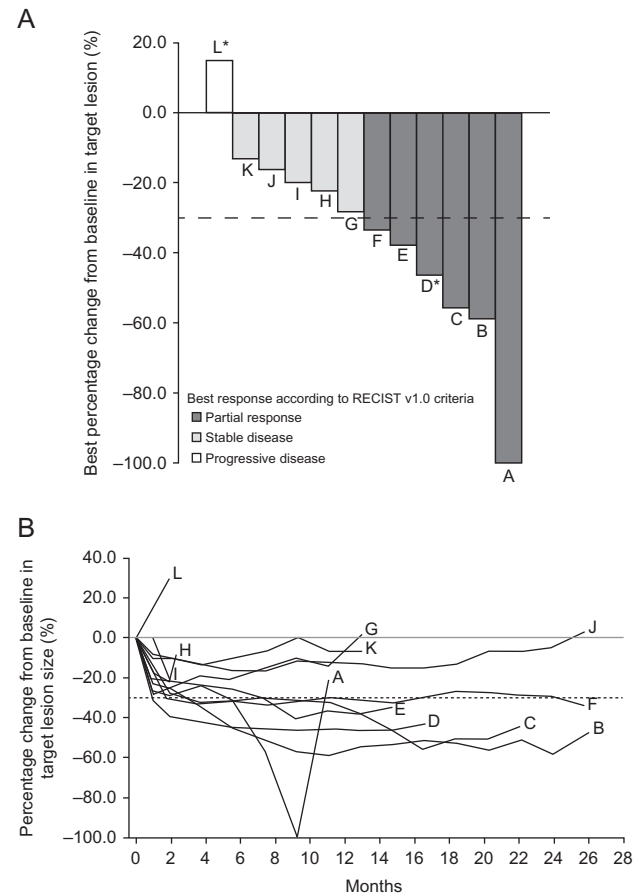 A
Best percentage change from baseline in target lesion (%)
20.0
0.0
–20.0
–40.0
–60.0
–80.0
–100.0
L*
K
J
I
H
G
F
E
D*
C
B
A
Best response according to RECIST v1.0 criteria
Partial response
Stable disease
Progressive disease
B
Percentage change from baseline in
target lesion size (%)
40.0
20.0
0.0
–20.0
–40.0
–60.0
–80.0
–100.0
L
H
I
G
K
A
J
E
F
D
C
B
0 2 4 6 8 10 12 14 16 18 20 22 24 26 28
Months